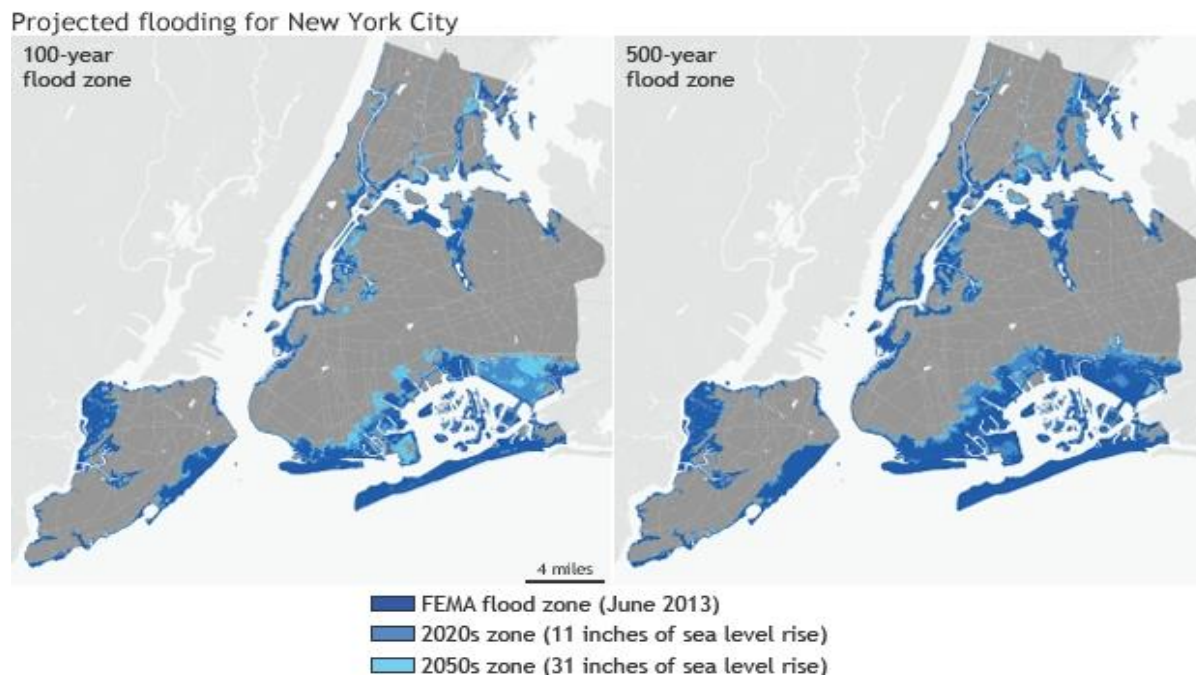 Projected flooding for New York City
100-year
flood zone
500-year
flood zone
4 miles
FEMA flood zone (June 2013)
2020s zone (11 inches of sea level rise)
2050s zone (31 inches of sea level rise)